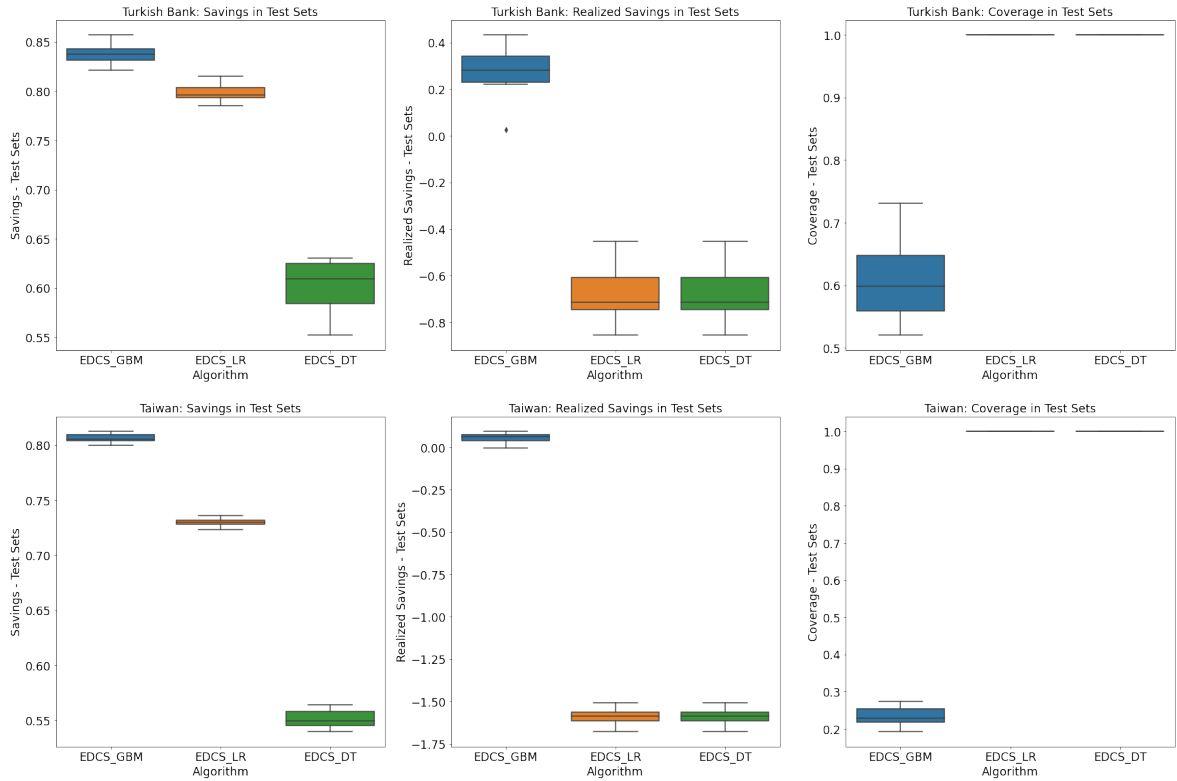 Turkish Bank: Savings in Test Sets
Savings - Test Sets
0.85
0.80
0.75
0.70
0.65
0.60
0.55
EDCS_GBM EDCS_LR EDCS_DT
Algorithm
Turkish Bank: Realized Savings in Test Sets
Realized Savings - Test Sets
0.4
0.2
0.0
−0.2
−0.4
−0.6
−0.8
EDCS_GBM EDCS_LR EDCS_DT
Algorithm
Turkish Bank: Coverage in Test Sets
Coverage - Test Sets
1.0
0.9
0.8
0.7
0.6
0.5
EDCS_GBM EDCS_LR EDCS_DT
Algorithm
Taiwan: Savings in Test Sets
Savings - Test Sets
0.80
0.75
0.70
0.65
0.60
0.55
EDCS_GBM EDCS_LR EDCS_DT
Algorithm
Taiwan: Realized Savings in Test Sets
Realized Savings - Test Sets
0.00
−0.25
−0.50
−0.75
−1.00
−1.25
−1.50
−1.75
EDCS_GBM EDCS_LR EDCS_DT
Algorithm
Taiwan: Coverage in Test Sets
Coverage - Test Sets
1.0
0.9
0.8
0.7
0.6
0.5
0.4
0.3
0.2
EDCS_GBM EDCS_LR EDCS_DT
Algorithm